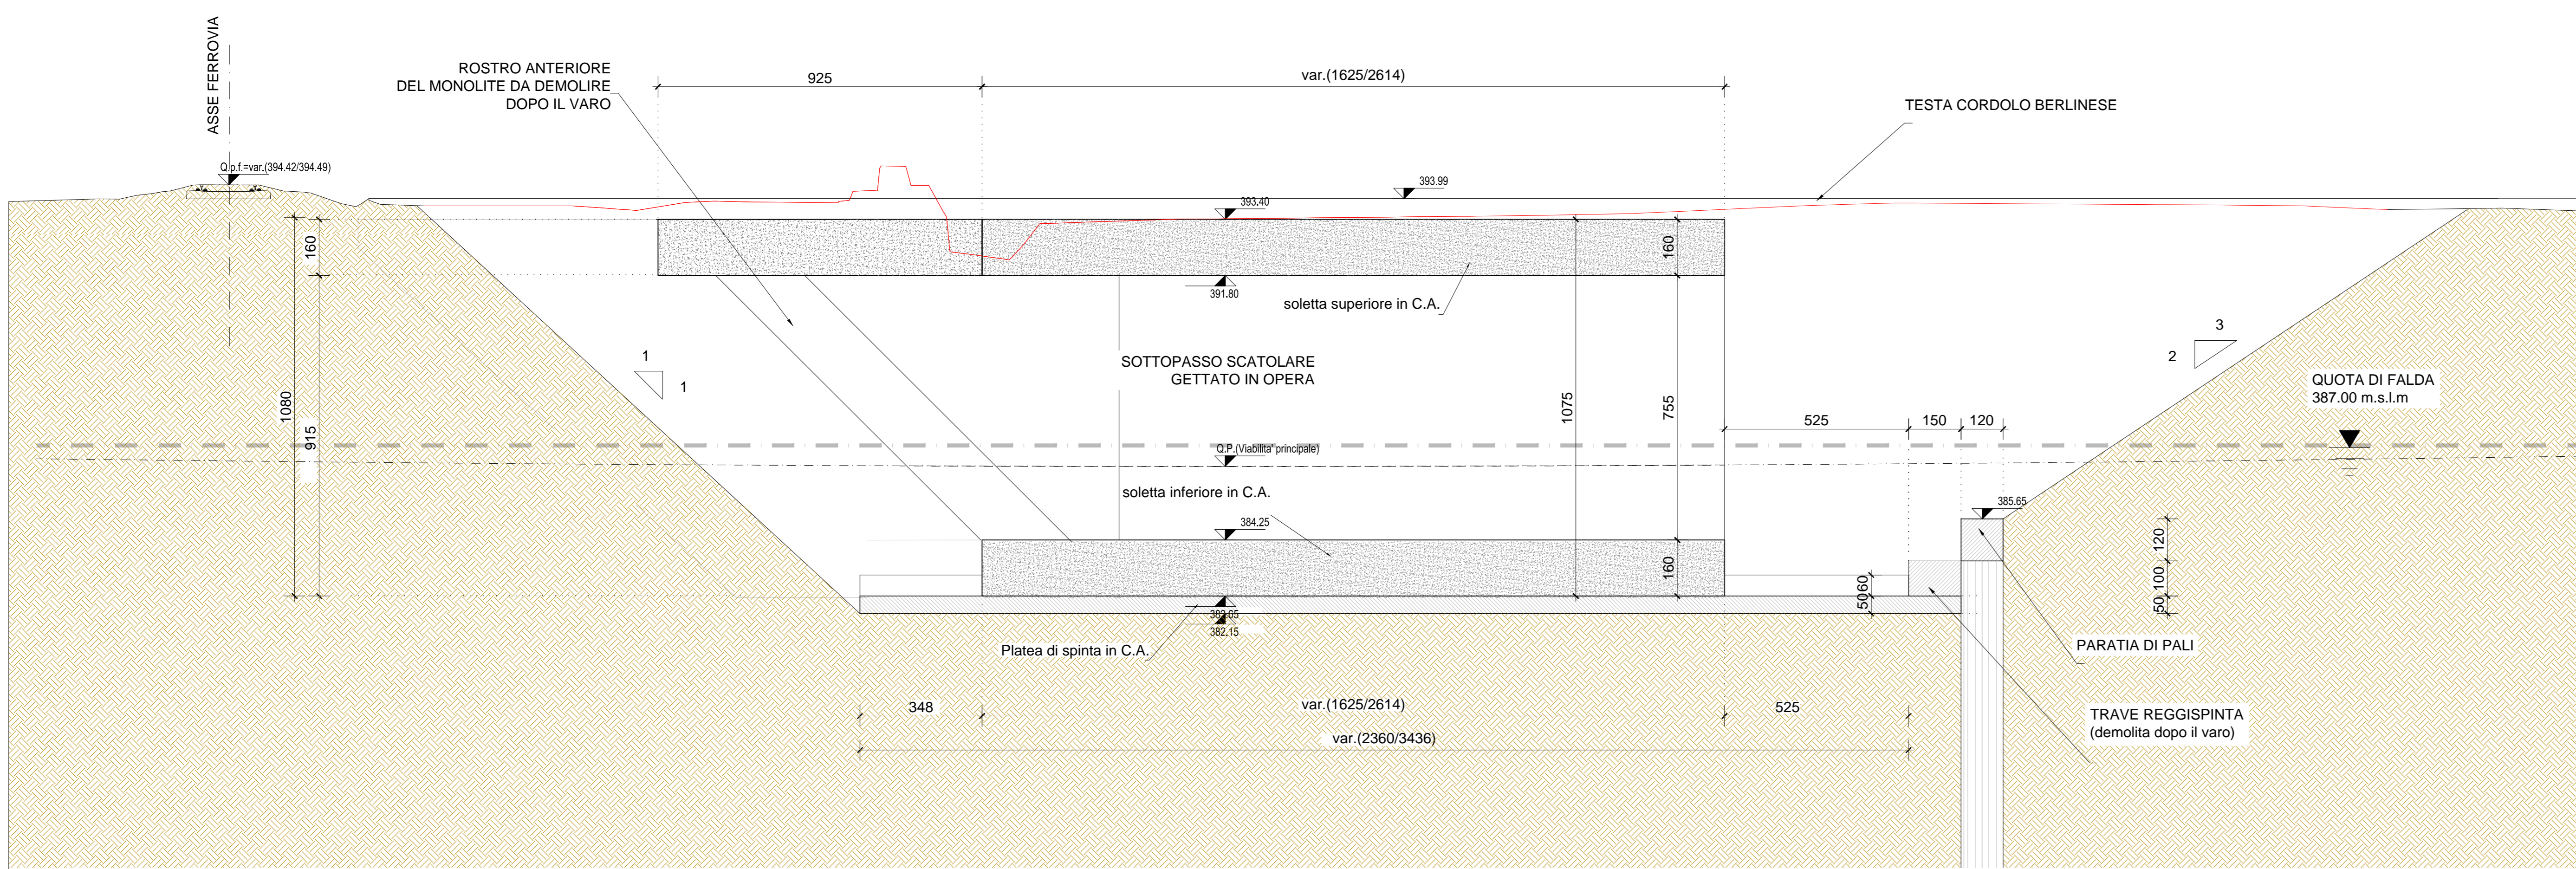 ASSE FERROVIA
Q.p.f.=var.(394.42/394.49)
ROSTRO ANTERIORE
DEL MONOLITE DA DEMOLIRE
DOPO IL VARO
925
var.(1625/2614)
TESTA CORDOLO BERLINESE
393.99
393.40
160
160
391.80
soletta superiore in C.A.
1
1
SOTTOPASSO SCATOLARE
GETTATO IN OPERA
3
2
QUOTA DI FALDA
387.00 m.s.l.m
1080
915
1075
755
525
150
120
Q.P.(Viabilita' principale)
soletta inferiore in C.A.
384.25
385.65
160
60
50
120
100
50
382.65
382.15
Platea di spinta in C.A.
PARATIA DI PALI
348
var.(1625/2614)
525
TRAVE REGGISPINTA
(demolita dopo il varo)
var.(2360/3436)